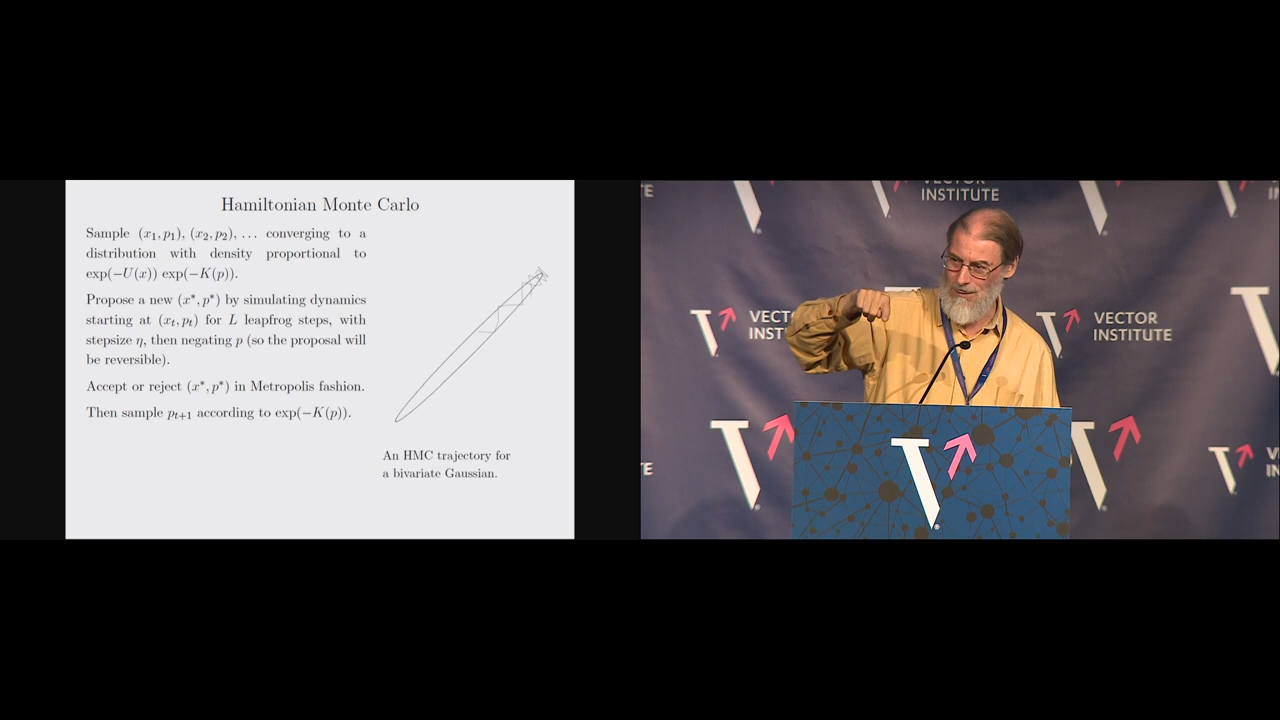 Hamiltonian Monte Carlo
Sample (x₁, p₁), (x₂, p₂), … converging to a
distribution with density proportional to
exp(−U(x)) exp(−K(p)).
Propose a new (x*, p*) by simulating dynamics
starting at (xₜ, pₜ) for L leapfrog steps, with
stepsize η, then negating p (so the proposal will
be reversible).
Accept or reject (x*, p*) in Metropolis fashion.
Then sample pₜ₊₁ according to exp(−K(p)).
An HMC trajectory for
a bivariate Gaussian.
VECTOR
INSTITUTE
VECTOR
INSTITUTE